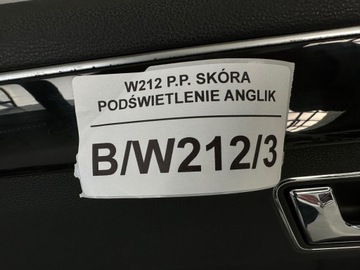 W212 P.P. SKÓRA
PODŚWIETLENIE ANGLIK
B/W212/3